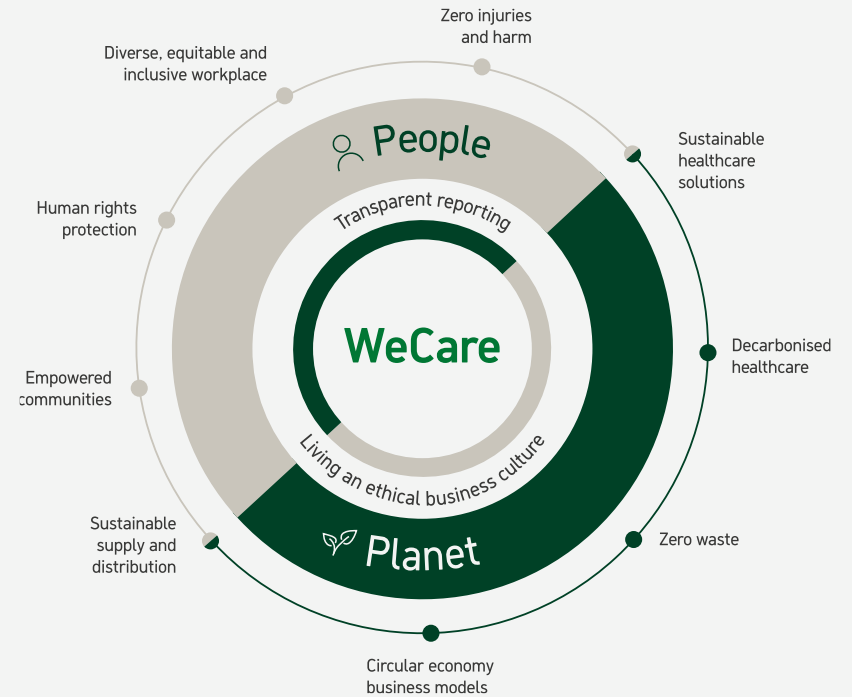 Zero injuries
and harm
Diverse, equitable and
inclusive workplace
People
Sustainable
healthcare
solutions
Human rights
protection
Transparent reporting
WeCare
Decarbonised
healthcare
Empowered
communities
Living an ethical business culture
Sustainable
supply and
distribution
Planet
Zero waste
Circular economy
business models